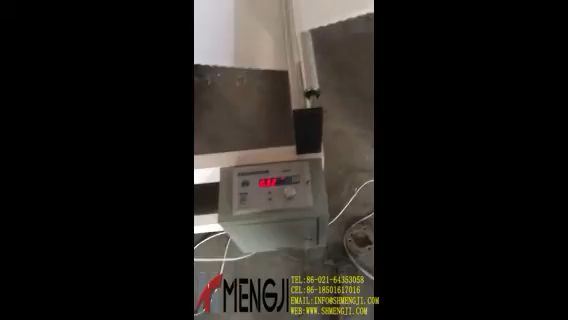 MENGJI
TEL:86-021-64353058
CEL:86-18501617016
EMAIL:INFO@SHMENGJI.COM
WEB:WWW.SHMENGJI.COM